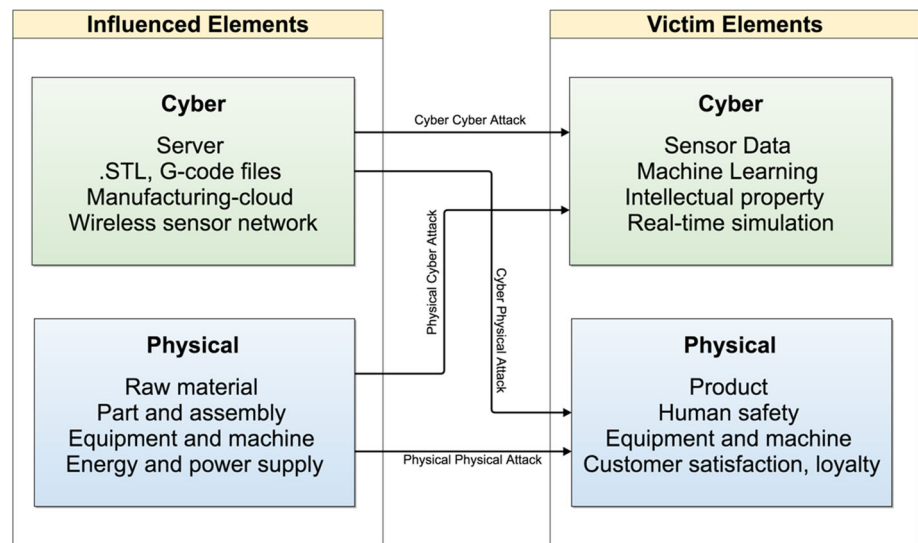 Influenced Elements
Victim Elements
Cyber
Server
.STL, G-code files
Manufacturing-cloud
Wireless sensor network
Cyber Cyber Attack
Cyber
Sensor Data
Machine Learning
Intellectual property
Real-time simulation
Physical Cyber Attack
Cyber Physical Attack
Physical
Raw material
Part and assembly
Equipment and machine
Energy and power supply
Physical Physical Attack
Physical
Product
Human safety
Equipment and machine
Customer satisfaction, loyalty